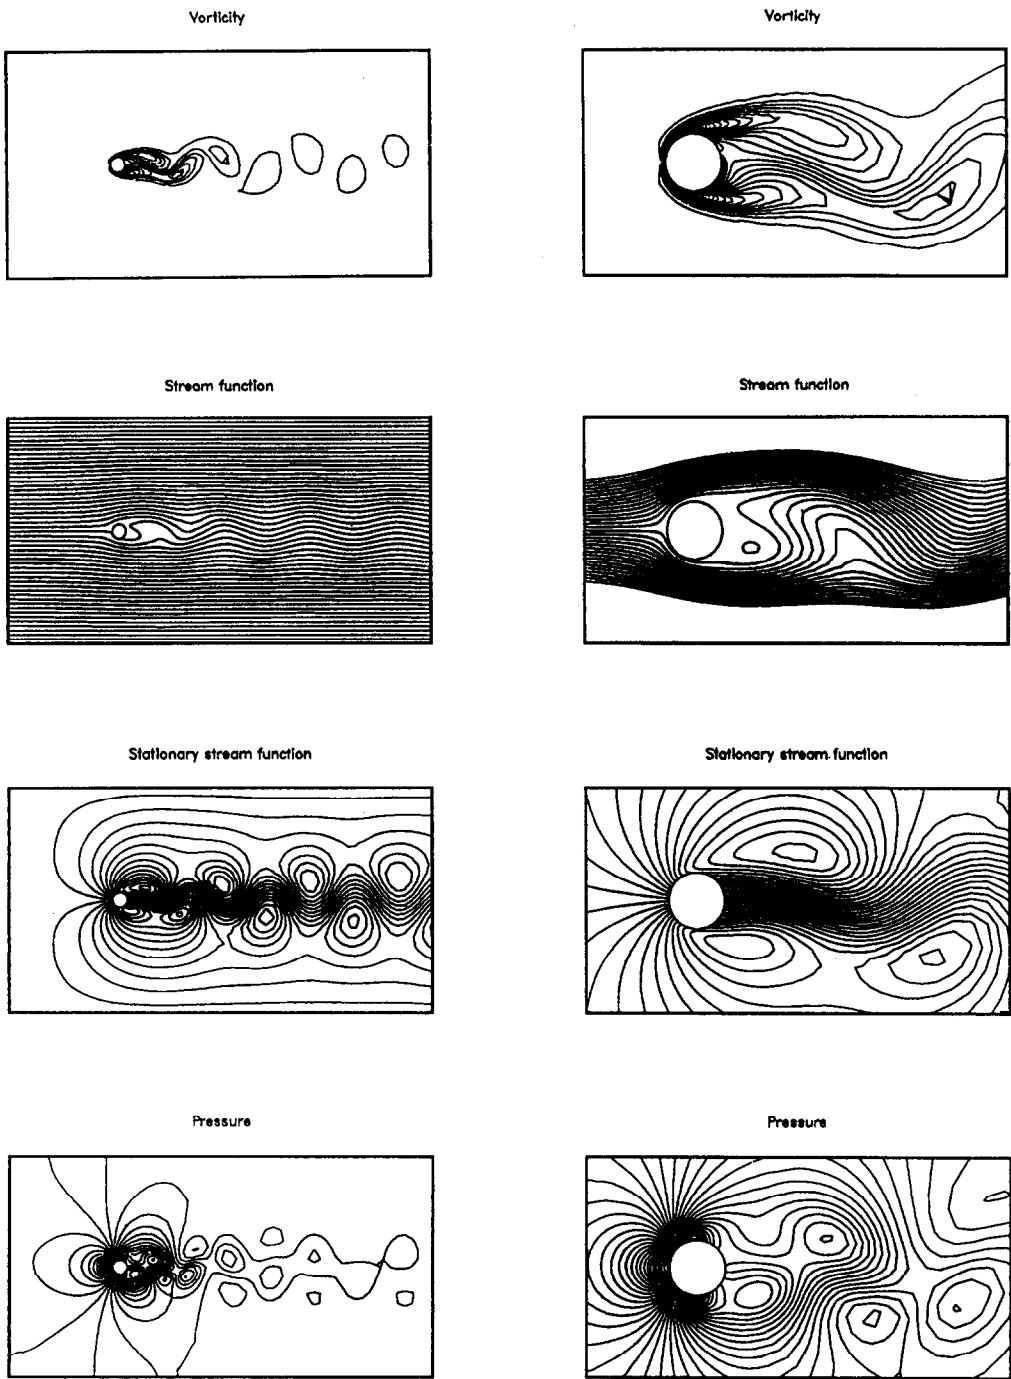 Vorticity
Vorticity
Stream function
Stream function
Stationary stream function
Stationary stream function
Pressure
Pressure